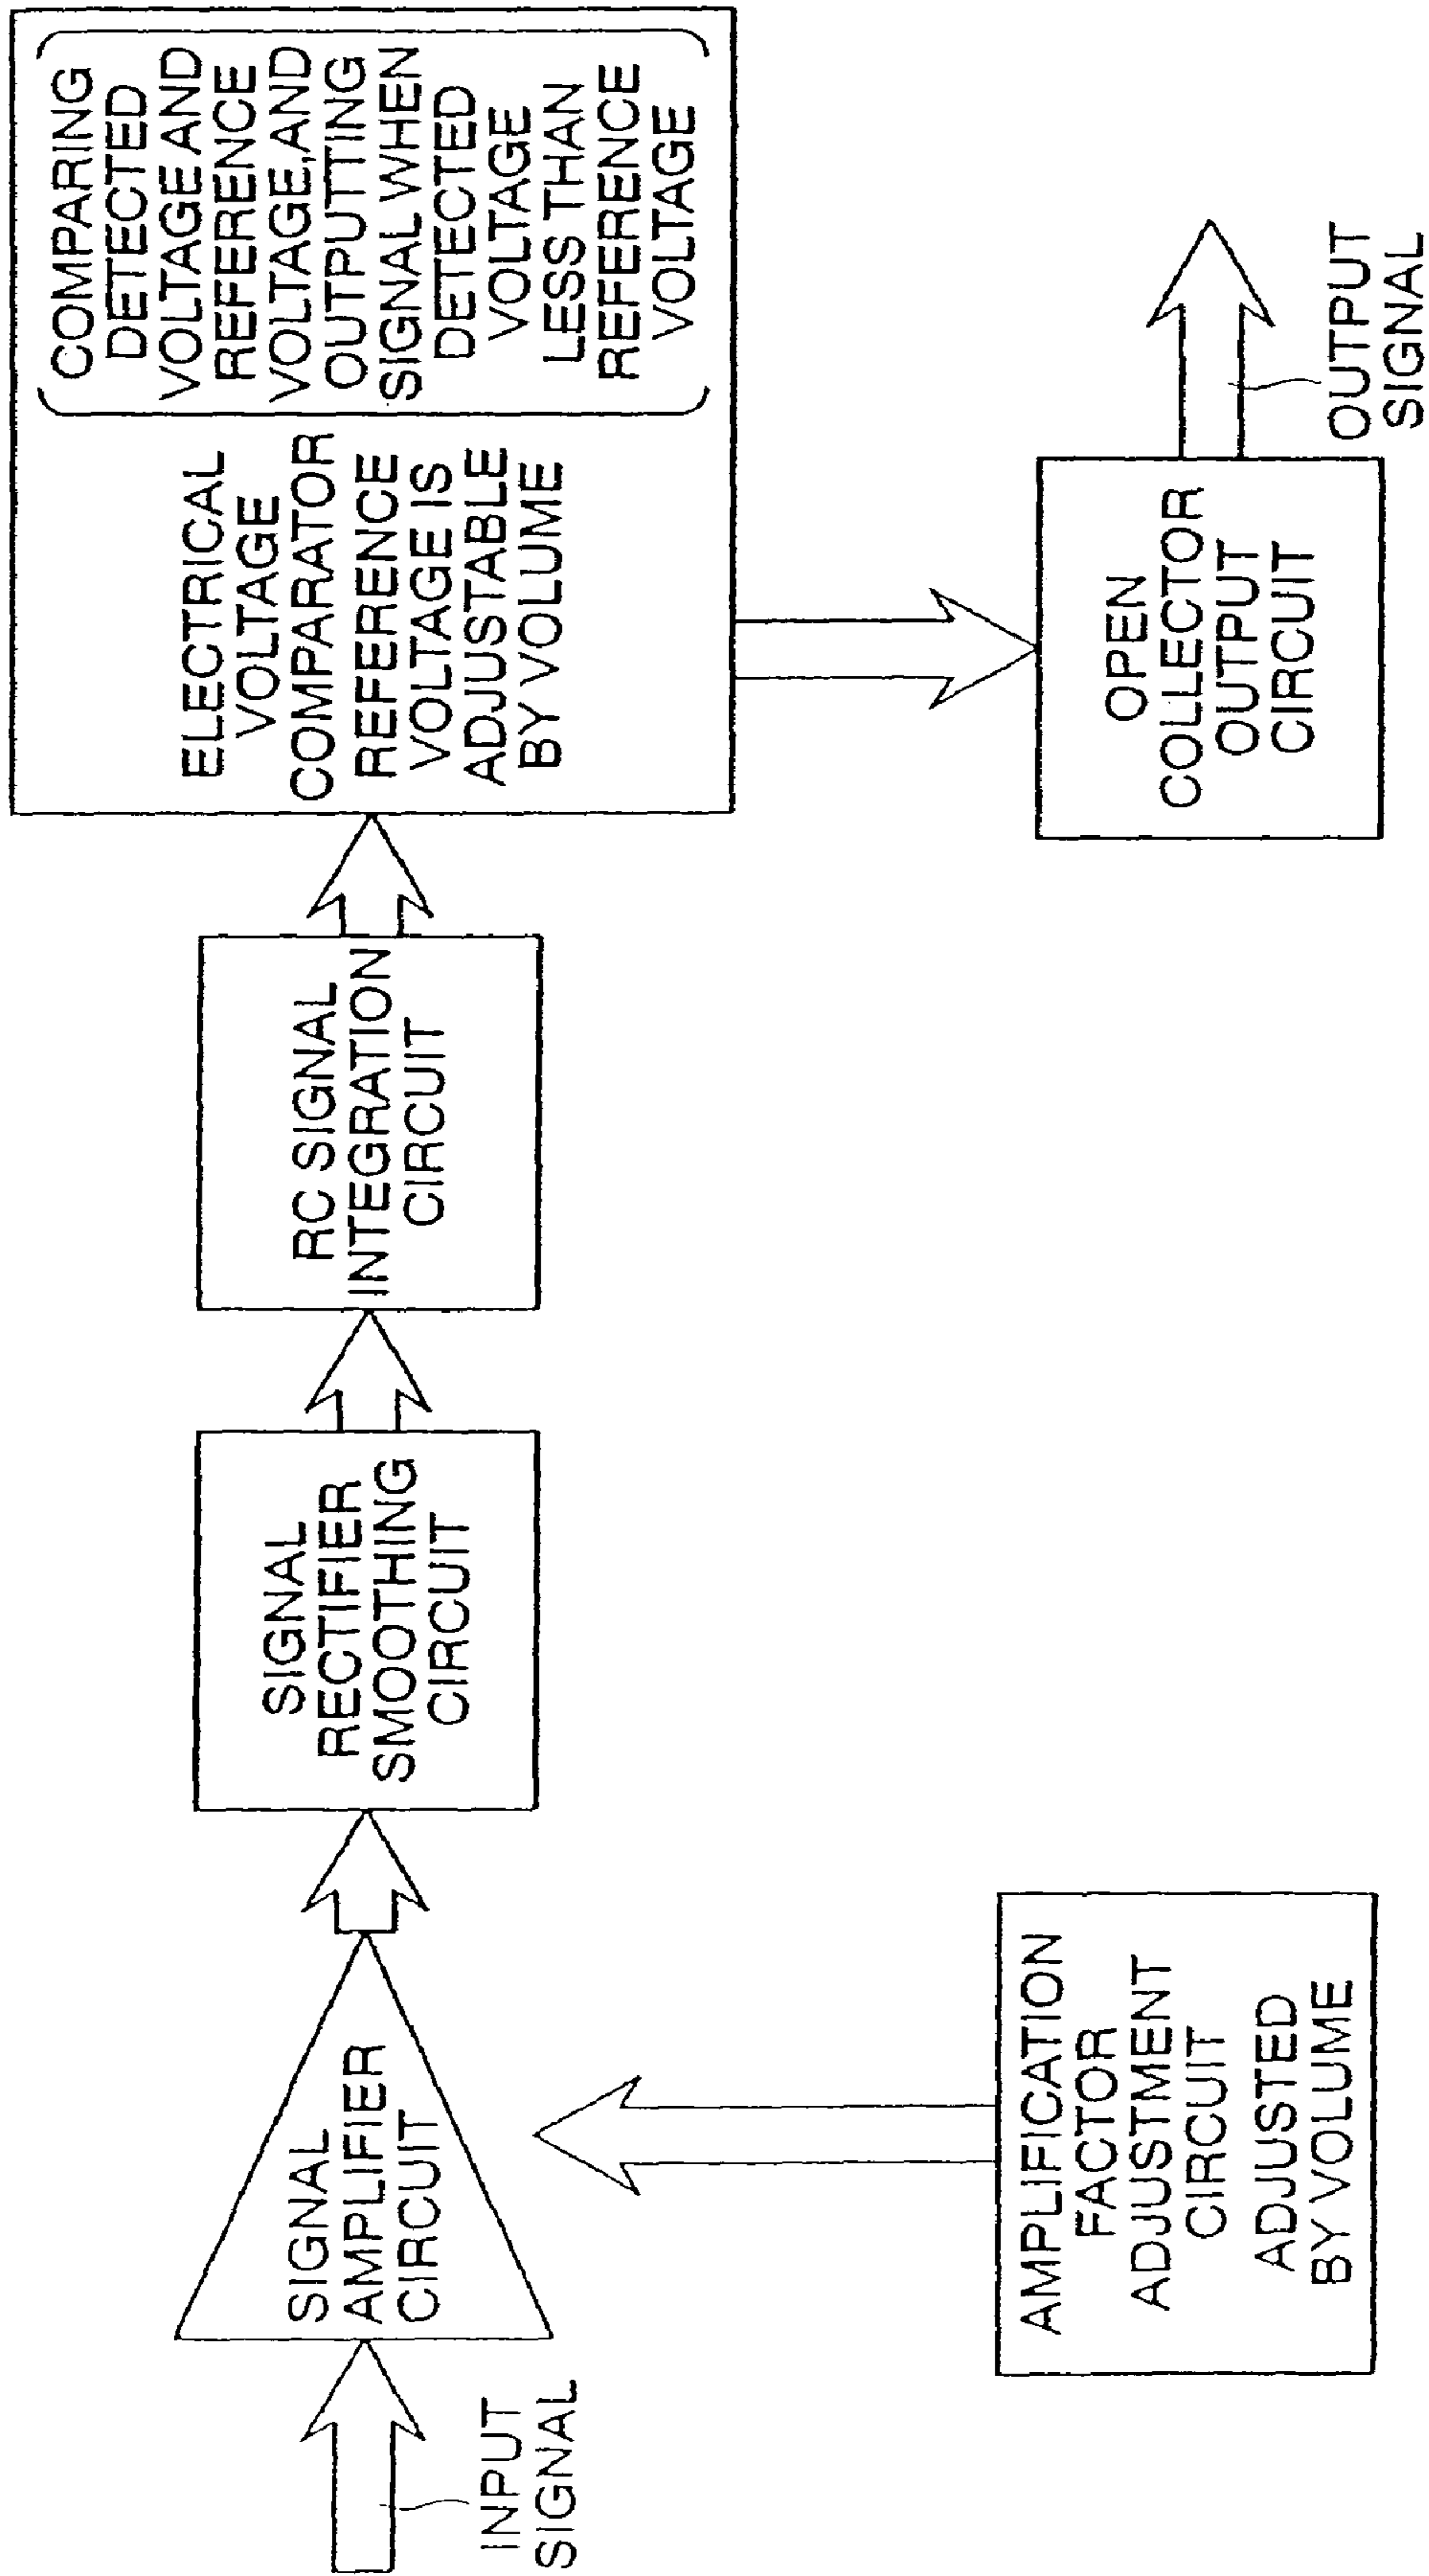 INPUT
SIGNAL
SIGNAL
AMPLIFIER
CIRCUIT
AMPLIFICATION
FACTOR
ADJUSTMENT
CIRCUIT
ADJUSTED
BY VOLUME
SIGNAL
RECTIFIER
SMOOTHING
CIRCUIT
RC SIGNAL
INTEGRATION
CIRCUIT
ELECTRICAL
VOLTAGE
COMPARATOR
REFERENCE
VOLTAGE IS
ADJUSTABLE
BY VOLUME
COMPARING
DETECTED
VOLTAGE AND
REFERENCE
VOLTAGE,AND
OUTPUTTING
SIGNAL WHEN
DETECTED
VOLTAGE
LESS THAN
REFERENCE
VOLTAGE
OPEN
COLLECTOR
OUTPUT
CIRCUIT
OUTPUT
SIGNAL